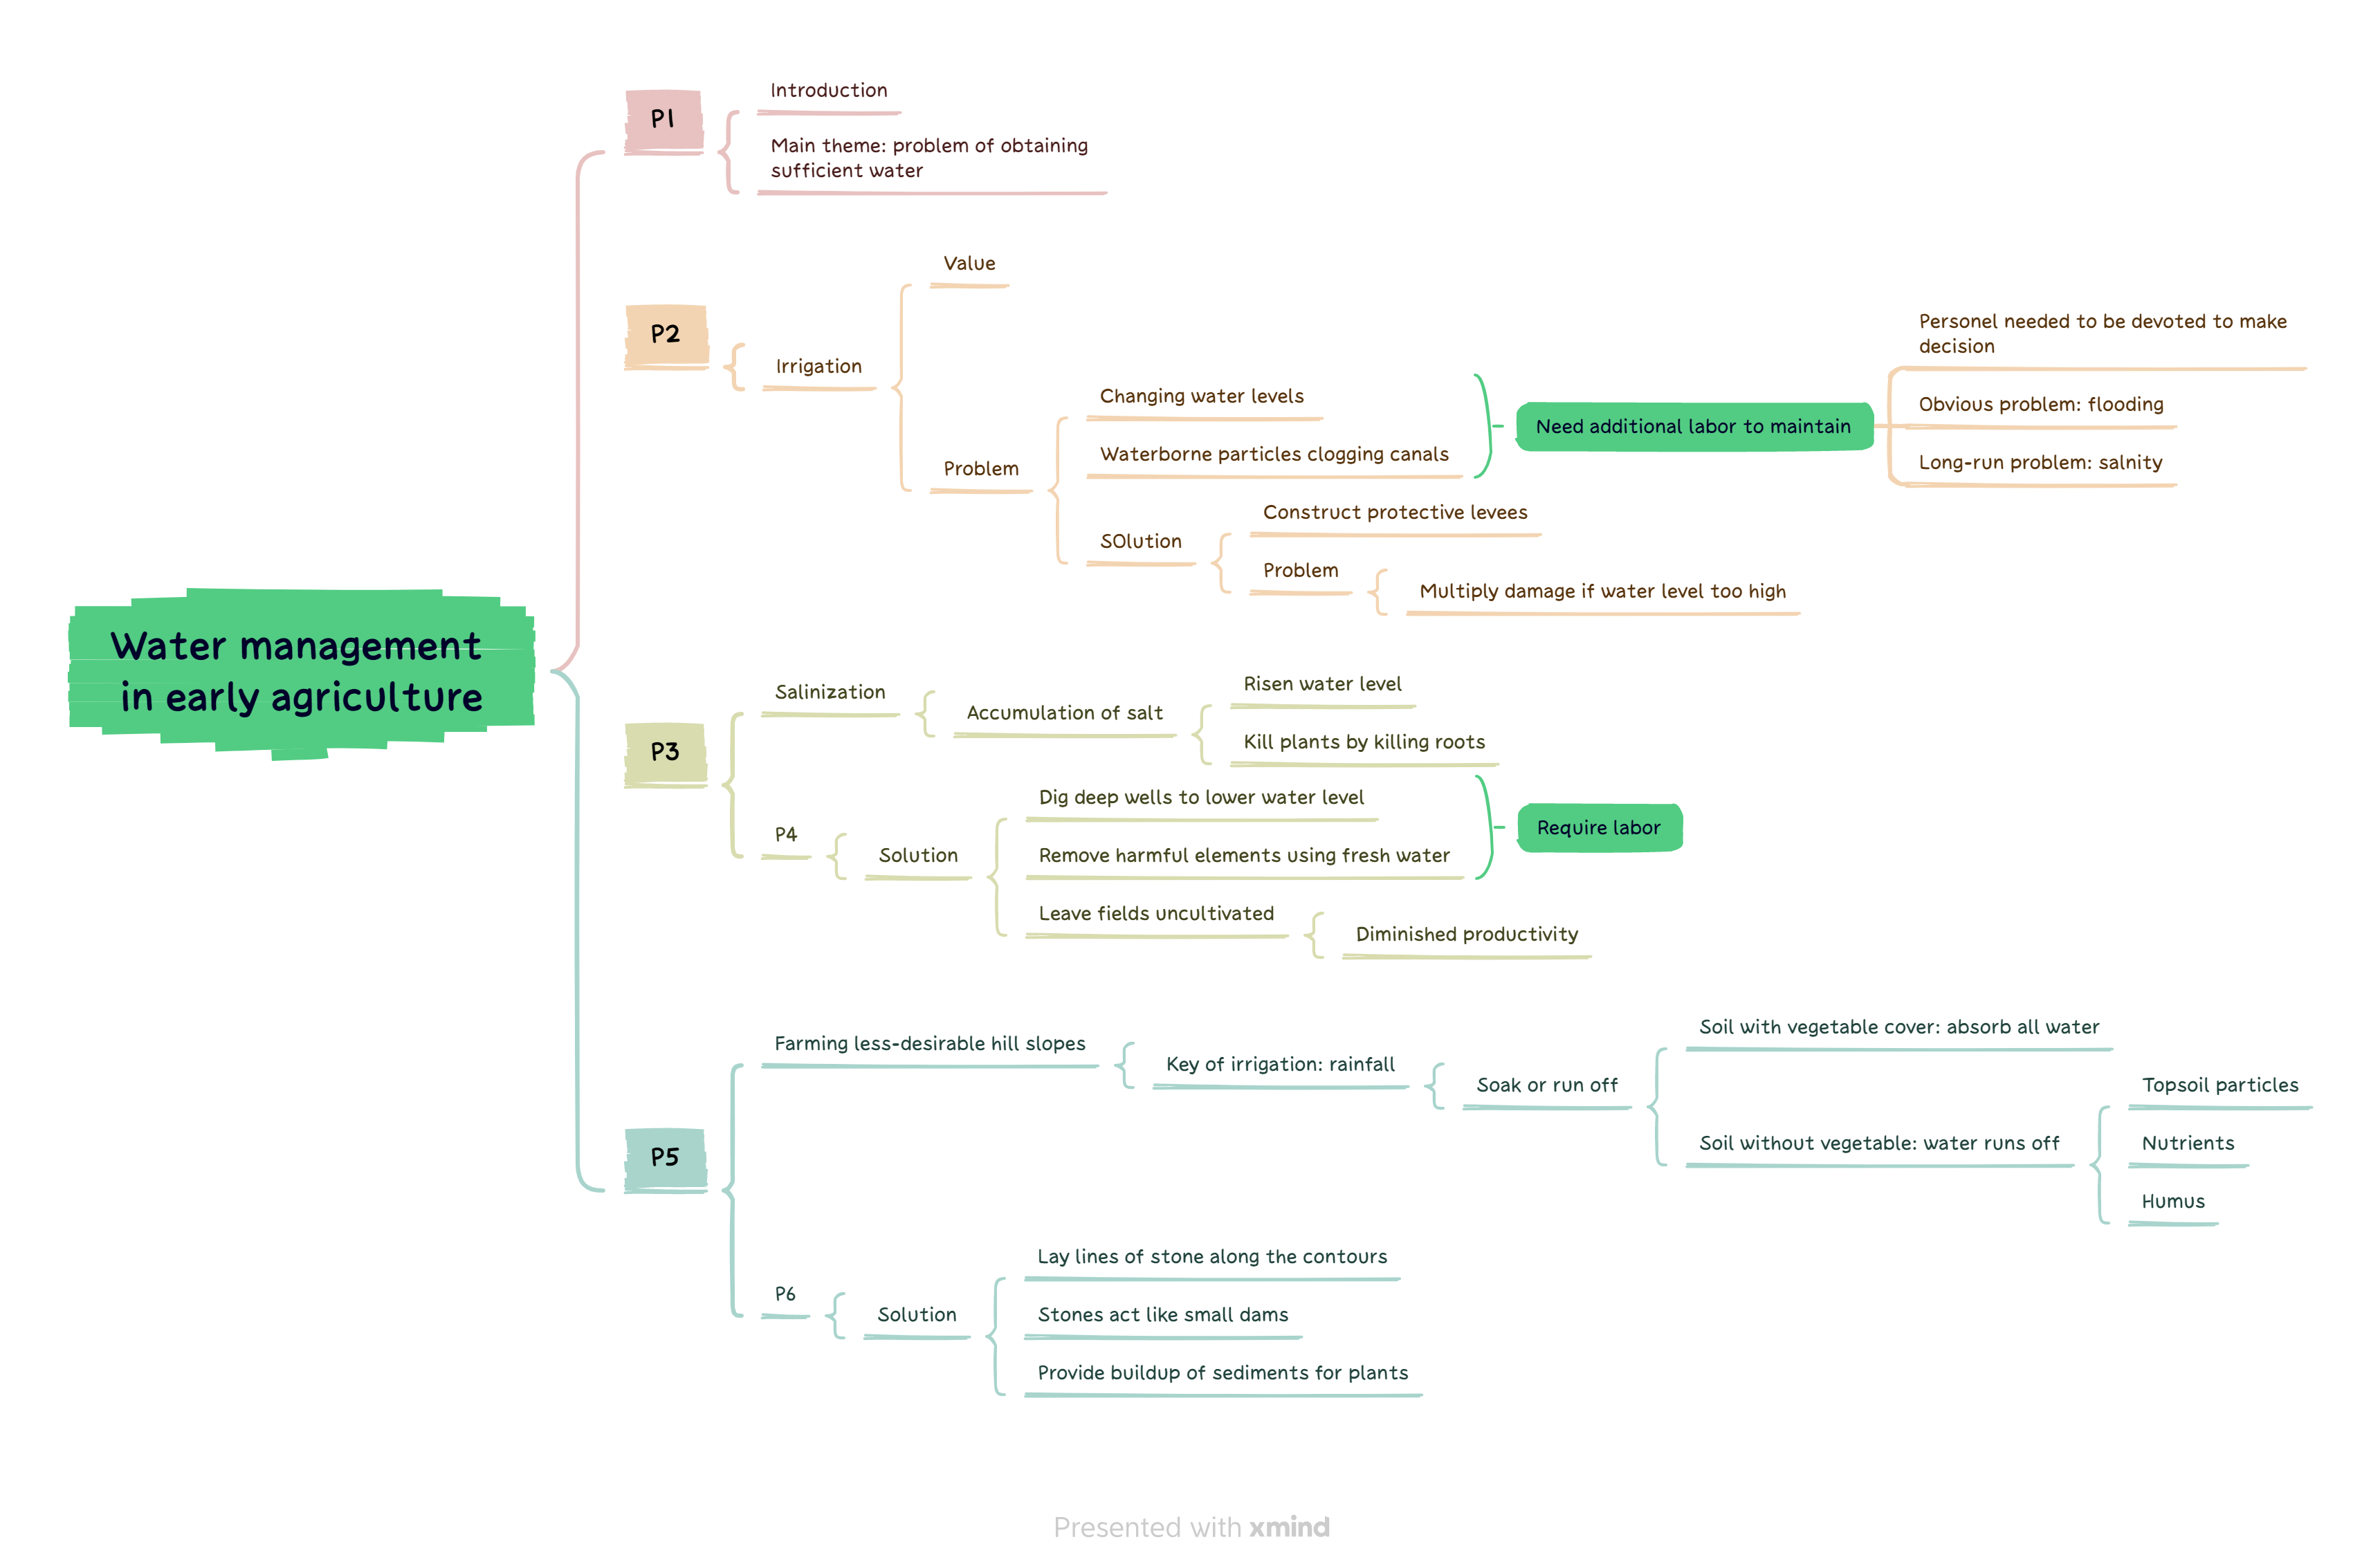 Water management
in early agriculture
P1
Introduction
Main theme: problem of obtaining
sufficient water
P2
Irrigation
Value
Problem
Changing water levels
Waterborne particles clogging canals
Need additional labor to maintain
Personel needed to be devoted to make
decision
Obvious problem: flooding
Long-run problem: salnity
SOlution
Construct protective levees
Problem
Multiply damage if water level too high
P3
Salinization
Accumulation of salt
Risen water level
Kill plants by killing roots
P4
Solution
Dig deep wells to lower water level
Remove harmful elements using fresh water
Require labor
Leave fields uncultivated
Diminished productivity
P5
Farming less-desirable hill slopes
Key of irrigation: rainfall
Soak or run off
Soil with vegetable cover: absorb all water
Soil without vegetable: water runs off
Topsoil particles
Nutrients
Humus
P6
Solution
Lay lines of stone along the contours
Stones act like small dams
Provide buildup of sediments for plants
Presented with xmind